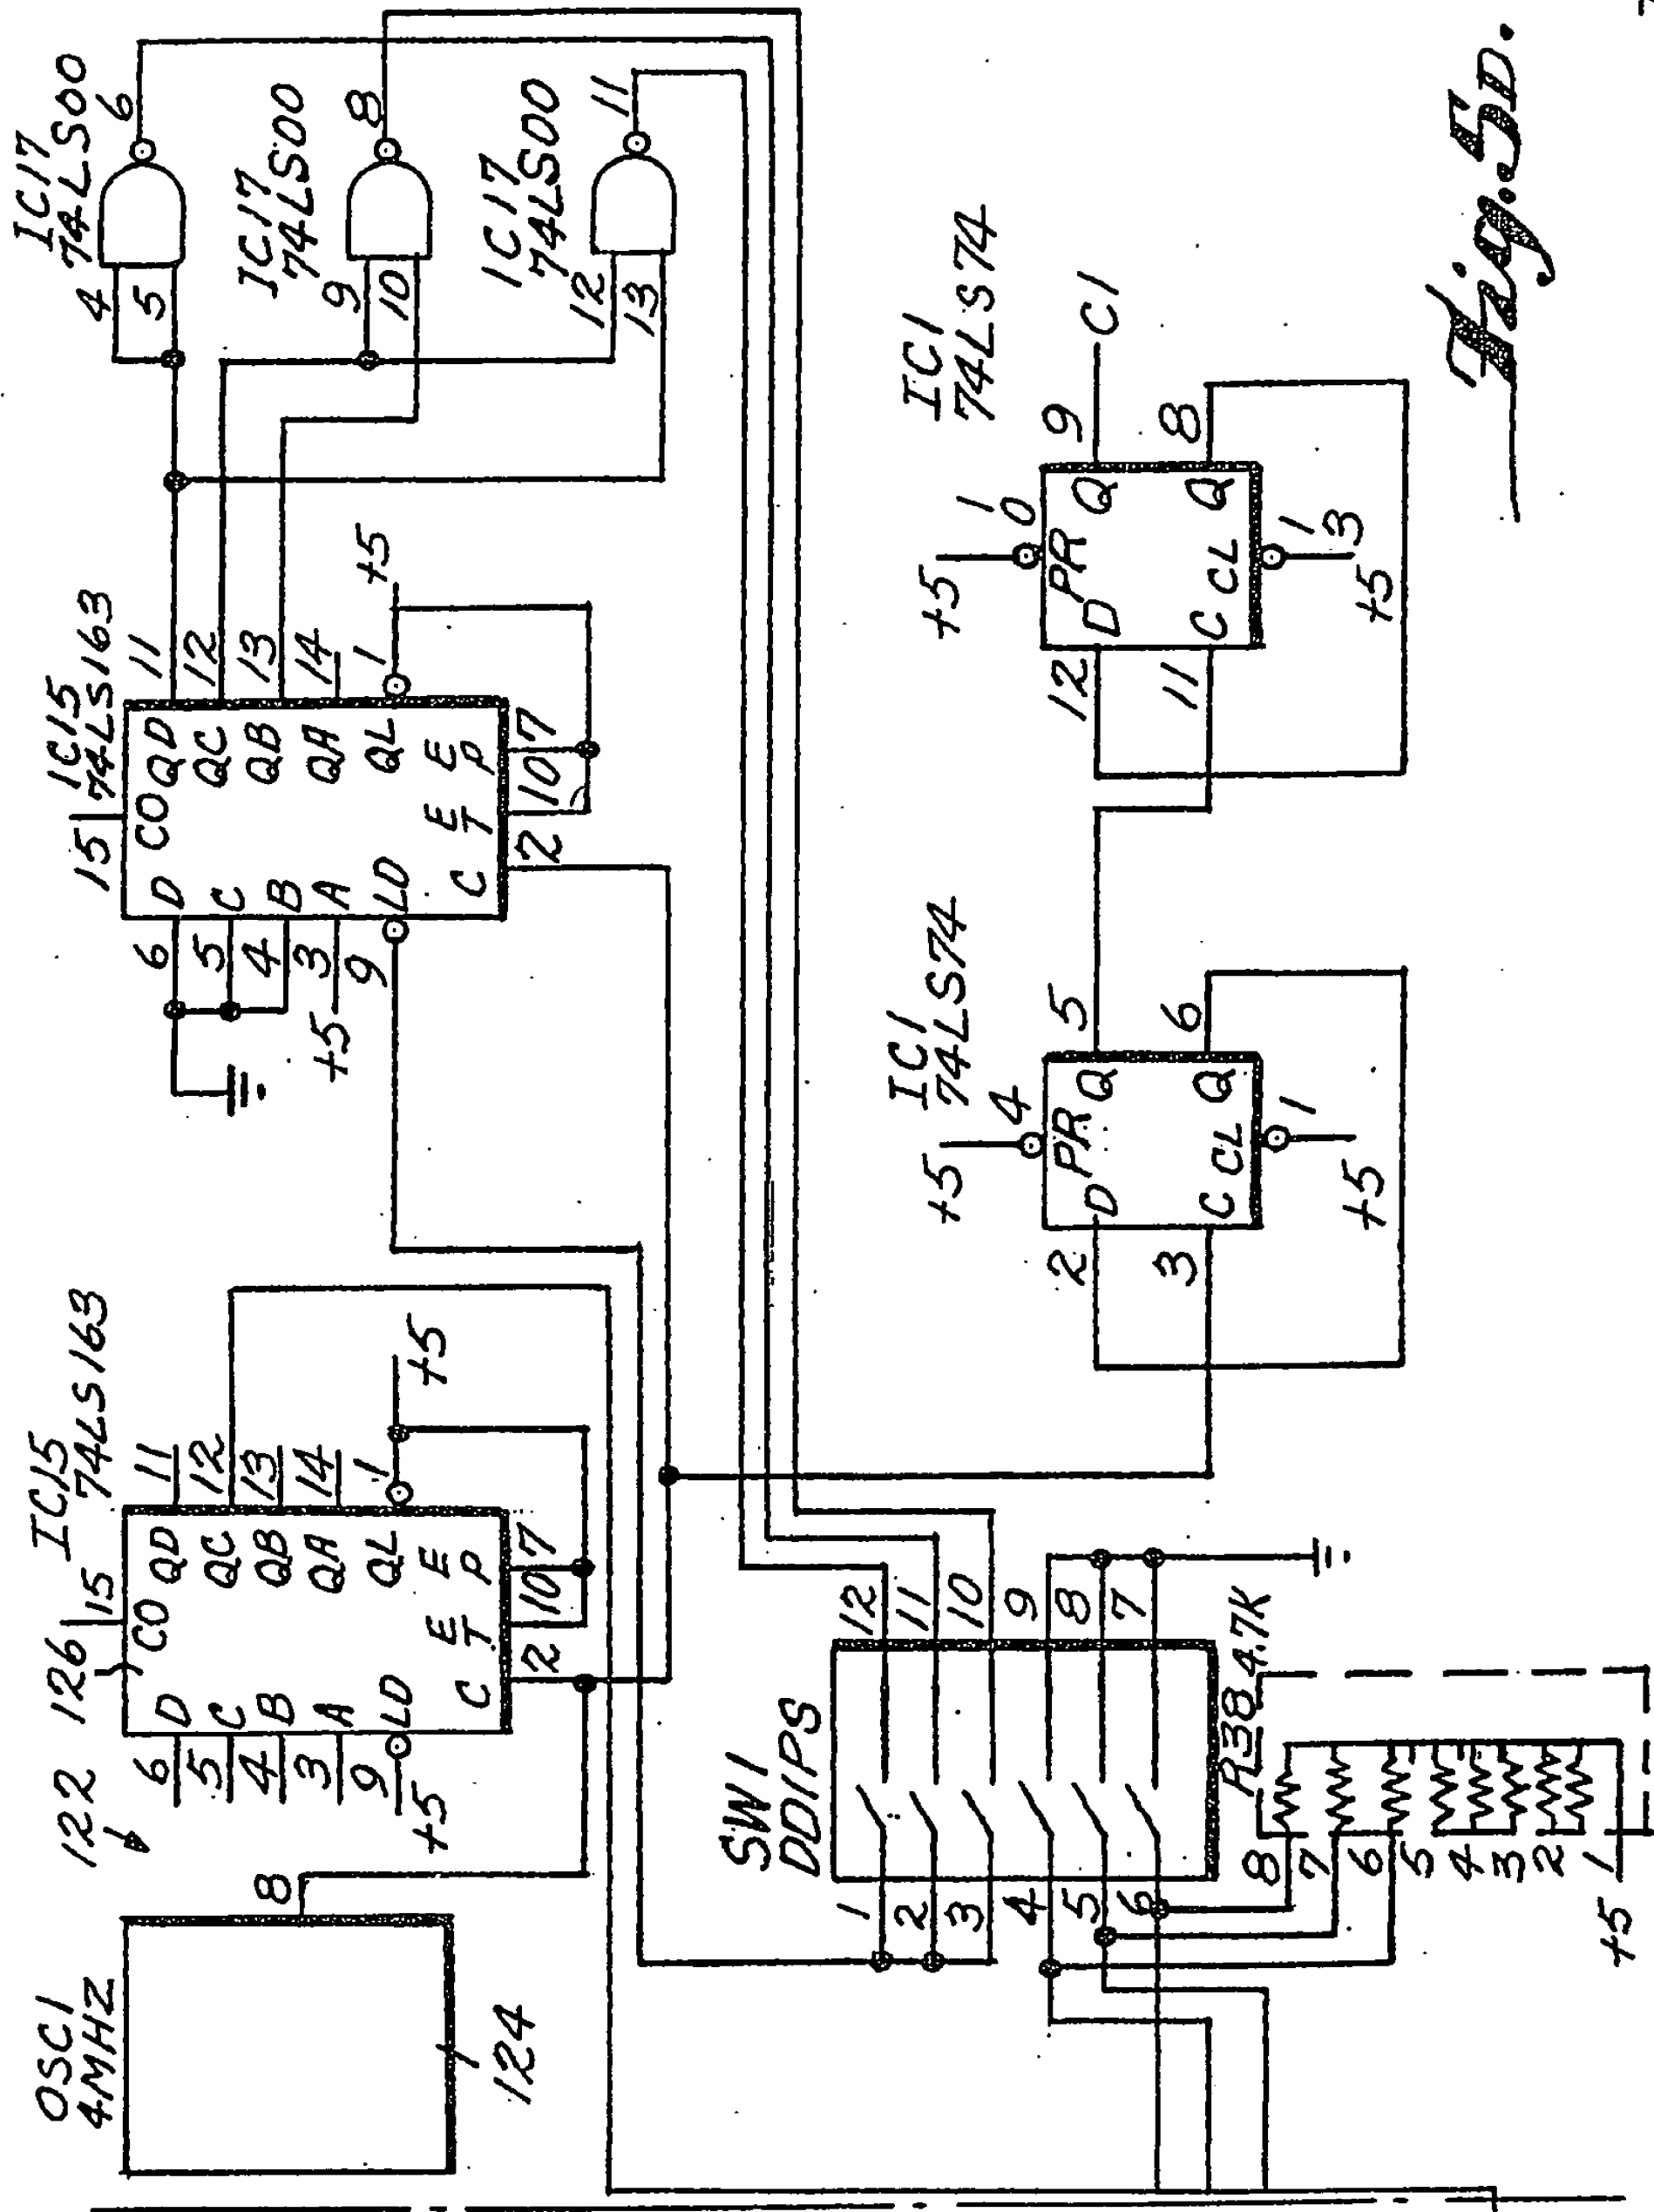 OSC1
4MHZ
8
124
122
126
15
IC15
74LS163
CO
D
C
B
A
LD
C
QD
QC
QB
QA
QL
E
T
E
P
6
5
4
3
9
+5
11
12
13
14
1
+5
2
10
7
15
IC15
74LS163
CO
D
C
B
A
LD
C
QD
QC
QB
QA
QL
E
T
E
P
6
5
4
3
9
+5
11
12
13
14
1
+5
2
10
7
IC17
74LS00
4
5
6
IC17
74LS00
9
10
8
IC17
74LS00
12
13
11
SW1
DDIPS
1
2
3
4
5
6
12
11
10
9
8
7
R38 4.7K
8
7
6
5
4
3
2
1
+5
IC1
74LS74
+5
4
PR
D
Q
C
CL
Q
2
3
5
6
1
+5
IC1
74LS74
+5
1
0
PR
D
Q
C
CL
Q
12
11
9
C1
8
1
3
+5
Fig.5D.